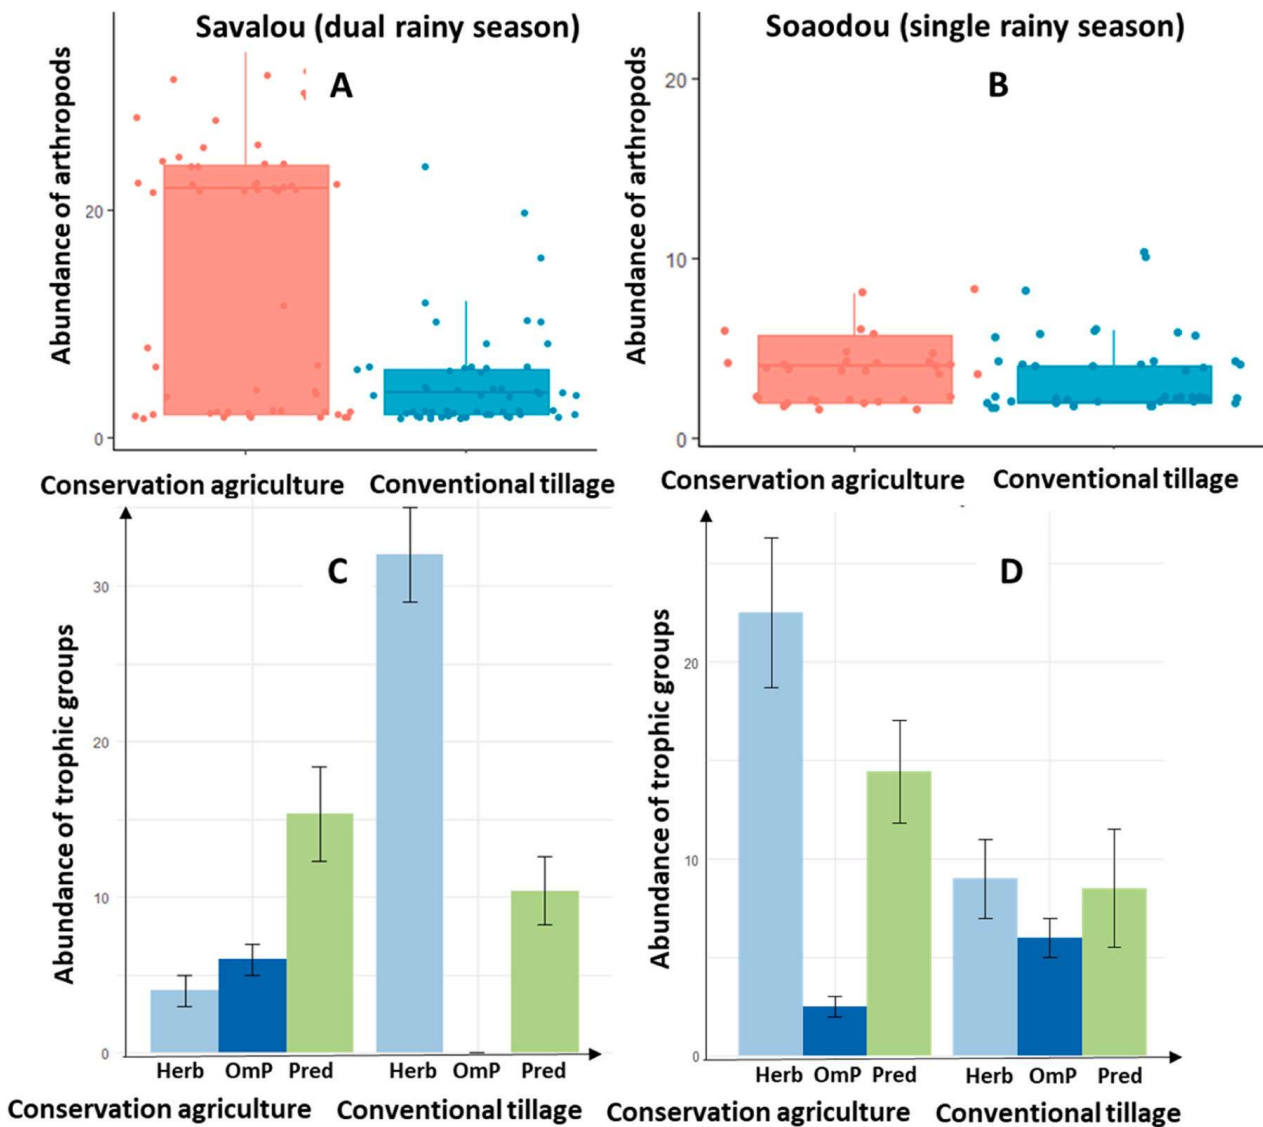 Savalou (dual rainy season)
Soaodou (single rainy season)
A
B
Abundance of arthropods
20
0
Abundance of arthropods
20
10
0
Conservation agriculture
Conventional tillage
Conservation agriculture
Conventional tillage
C
D
Abundance of trophic groups
30
20
10
0
Abundance of trophic groups
20
10
0
Herb OmP Pred
Herb OmP Pred
Herb OmP Pred
Herb OmP Pred
Conservation agriculture
Conventional tillage
Conservation agriculture
Conventional tillage